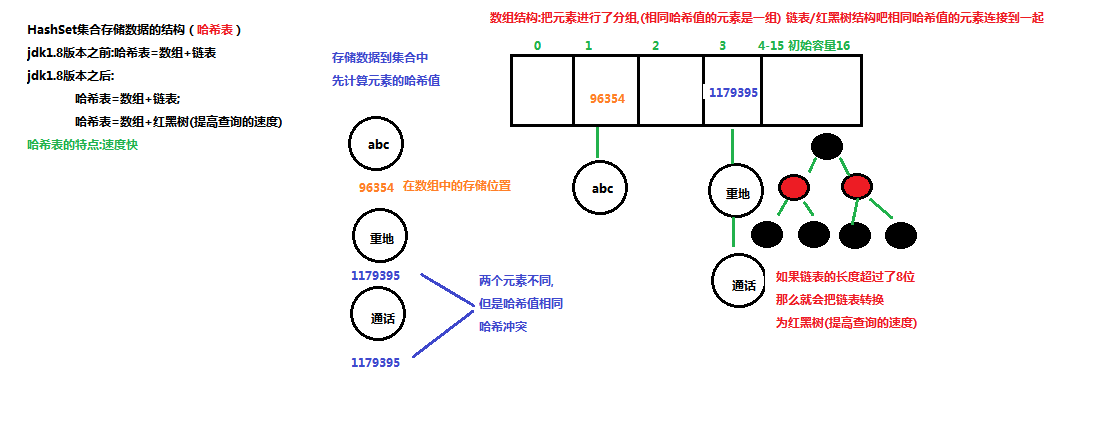 HashSet集合存储数据的结构（哈希表）
jdk1.8版本之前:哈希表=数组+链表
jdk1.8版本之后:
哈希表=数组+链表;
哈希表=数组+红黑树(提高查询的速度)
哈希表的特点:速度快
存储数据到集合中
先计算元素的哈希值
abc
96354 在数组中的存储位置
重地
1179395
通话
1179395
两个元素不同,
但是哈希值相同
哈希冲突
数组结构:把元素进行了分组,(相同哈希值的元素是一组) 链表/红黑树结构吧相同哈希值的元素连接到一起
0 1 2 3 4-15 初始容量16
96354 1179395
abc
重地
通话
如果链表的长度超过了8位
那么就会把链表转换
为红黑树(提高查询的速度)